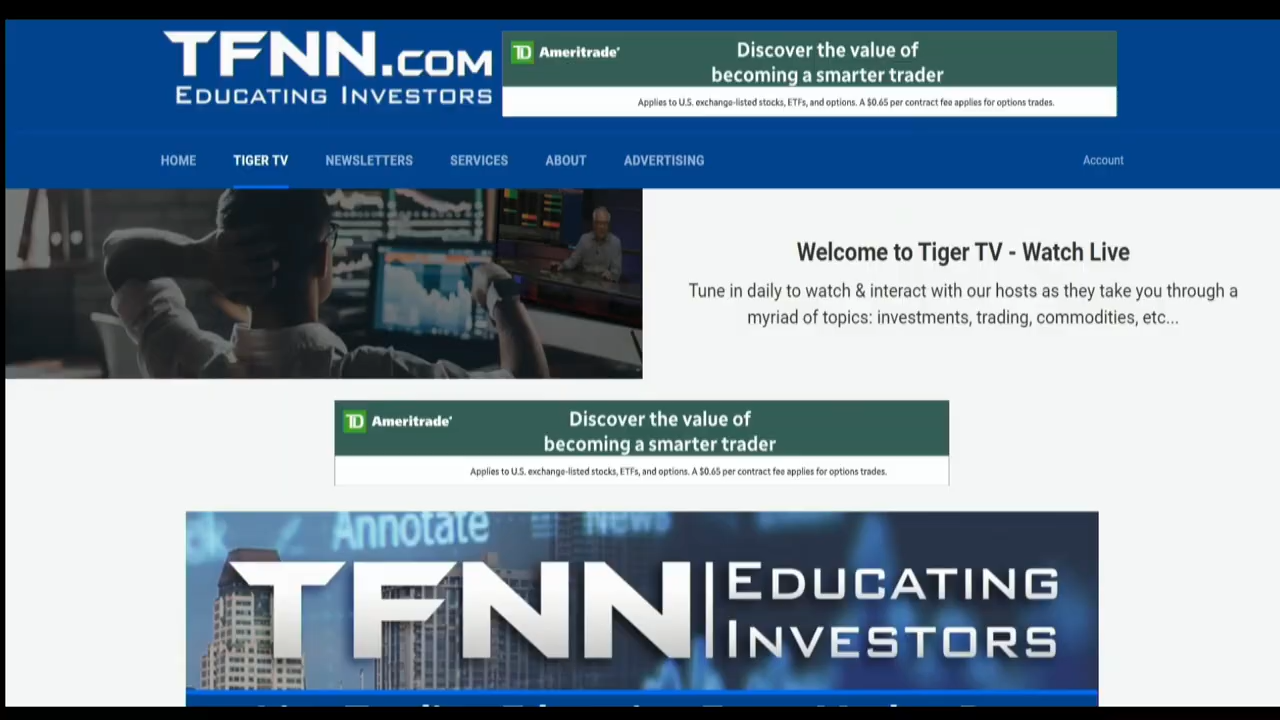 TFNN.COM
EDUCATING INVESTORS
TD Ameritrade
Discover the value of
becoming a smarter trader
Applies to U.S. exchange-listed stocks, ETFs, and options. A $0.65 per contract fee applies for options trades.
HOME TIGER TV NEWSLETTERS SERVICES ABOUT ADVERTISING Account
Welcome to Tiger TV - Watch Live
Tune in daily to watch & interact with our hosts as they take you through a
myriad of topics: investments, trading, commodities, etc...
TD Ameritrade
Discover the value of
becoming a smarter trader
Applies to U.S. exchange-listed stocks, ETFs, and options. A $0.65 per contract fee applies for options trades.
Annotate News
TFNN EDUCATING
INVESTORS